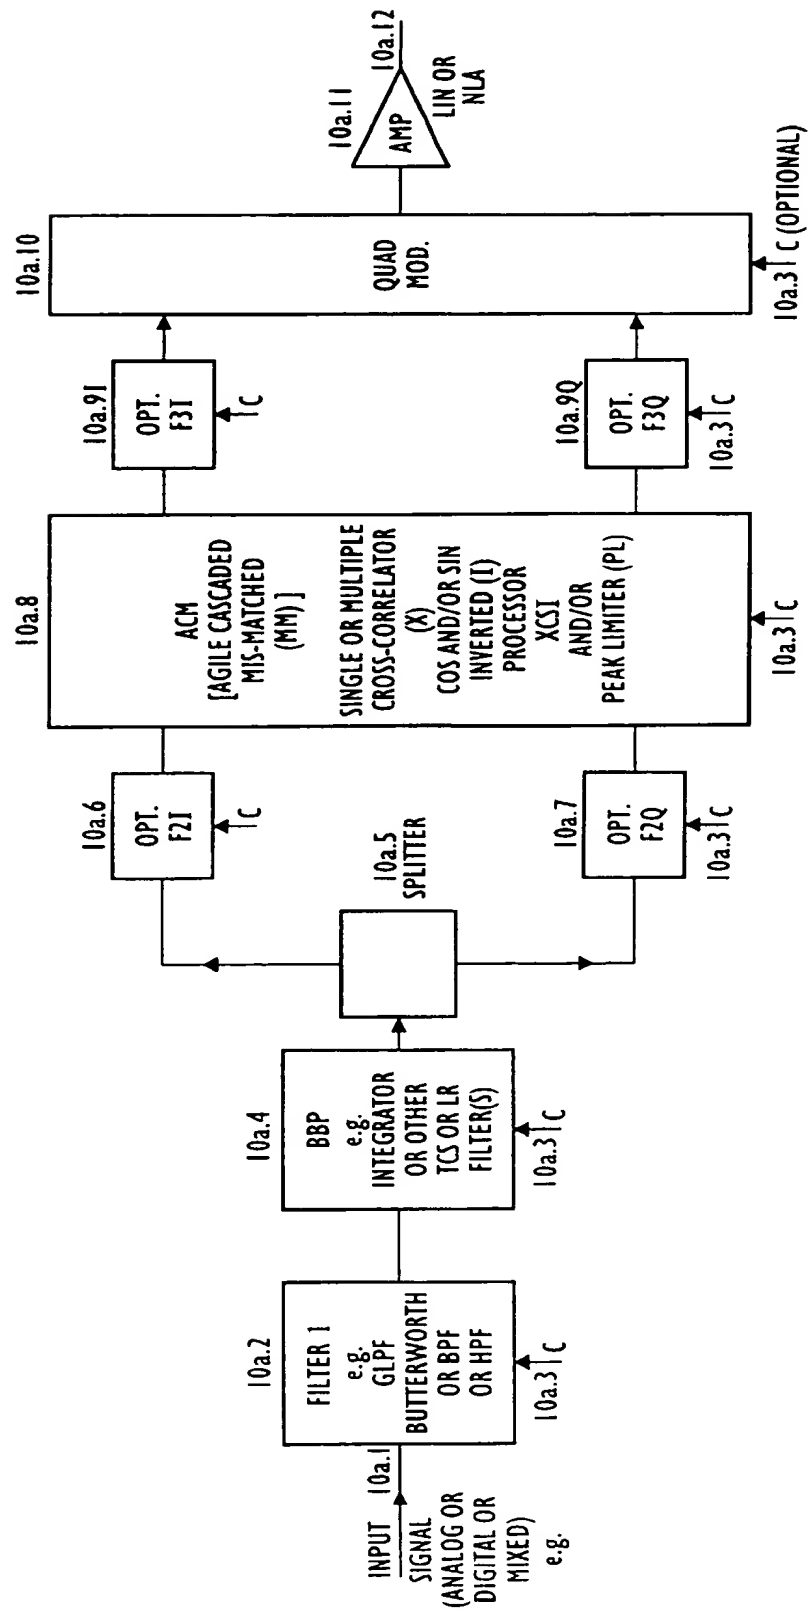 INPUT
SIGNAL
(ANALOG OR
DIGITAL OR
MIXED)
e.g.
10a.1
10a.2
FILTER 1
e.g.
GLPF
BUTTERWORTH
OR BPF
OR HPF
10a.3 C
10a.4
BBP
e.g.
INTEGRATOR
OR OTHER
TCS OR LR
FILTER(S)
10a.3 C
10a.5
SPLITTER
10a.6
OPT.
F2I
C
10a.7
OPT.
F2Q
10a.3 C
10a.8
ACM
[AGILE CASCADED
MIS-MATCHED
(MM)]
SINGLE OR MULTIPLE
CROSS-CORRELATOR
(X)
COS AND/OR SIN
INVERTED (I)
PROCESSOR
XCSI
AND/OR
PEAK LIMITER (PL)
10a.3 C
10a.9I
OPT.
F3I
C
10a.9Q
OPT.
F3Q
10a.3 C
10a.10
QUAD
MOD.
10a.3 C (OPTIONAL)
10a.11
AMP
10a.12
LIN OR
NLA